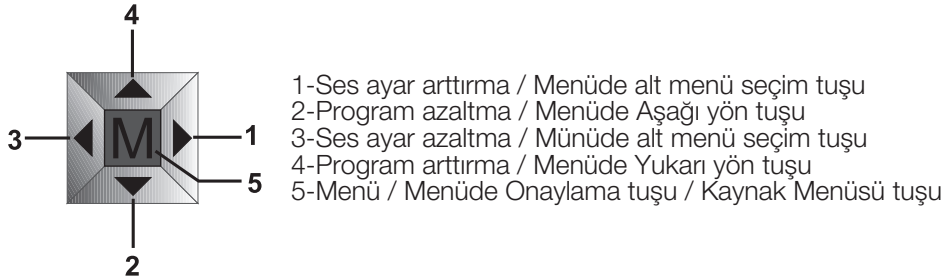 4
1-Ses ayar arttırma / Menüde alt menü seçim tuşu
2-Program azaltma / Menüde Aşağı yön tuşu
3 M 1
3-Ses ayar azaltma / Münüde alt menü seçim tuşu
4-Program arttırma / Menüde Yukarı yön tuşu
5
5-Menü / Menüde Onaylama tuşu / Kaynak Menüsü tuşu
2